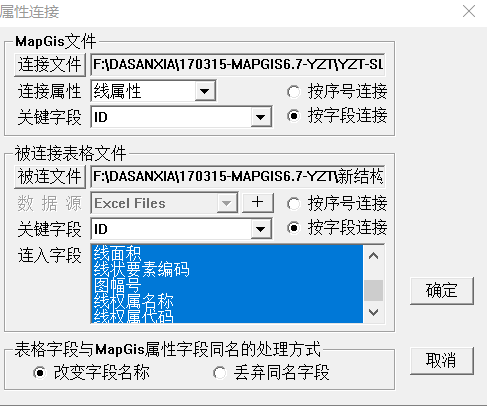 属性连接
MapGis文件
连接文件 F:\DASANXIA\170315-MAPGIS6.7-YZT\YZT-SL
连接属性 线属性 按序号连接
关键字段 ID 按字段连接
被连接表格文件
被连文件 F:\DASANXIA\170315-MAPGIS6.7-YZT\新结构
数据源 Excel Files + 按序号连接
关键字段 ID 按字段连接
连入字段 线面积
线状要素编码
图幅号
线权属名称
线权属代码
确定
表格字段与MapGis属性字段同名的处理方式
改变字段名称 丢弃同名字段
取消